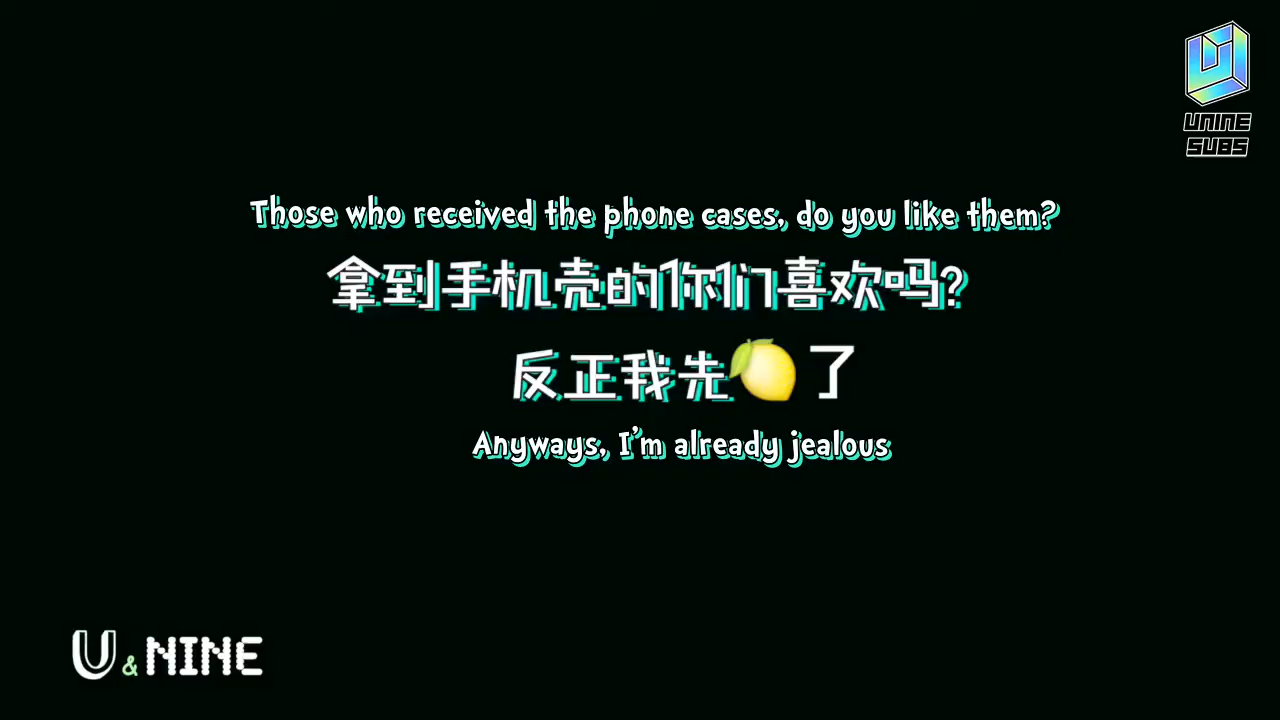 UNINE
SUBS
Those who received the phone cases, do you like them?
拿到手机壳的你们喜欢吗?
反正我先🍋了
Anyways, I'm already jealous
U & NINE